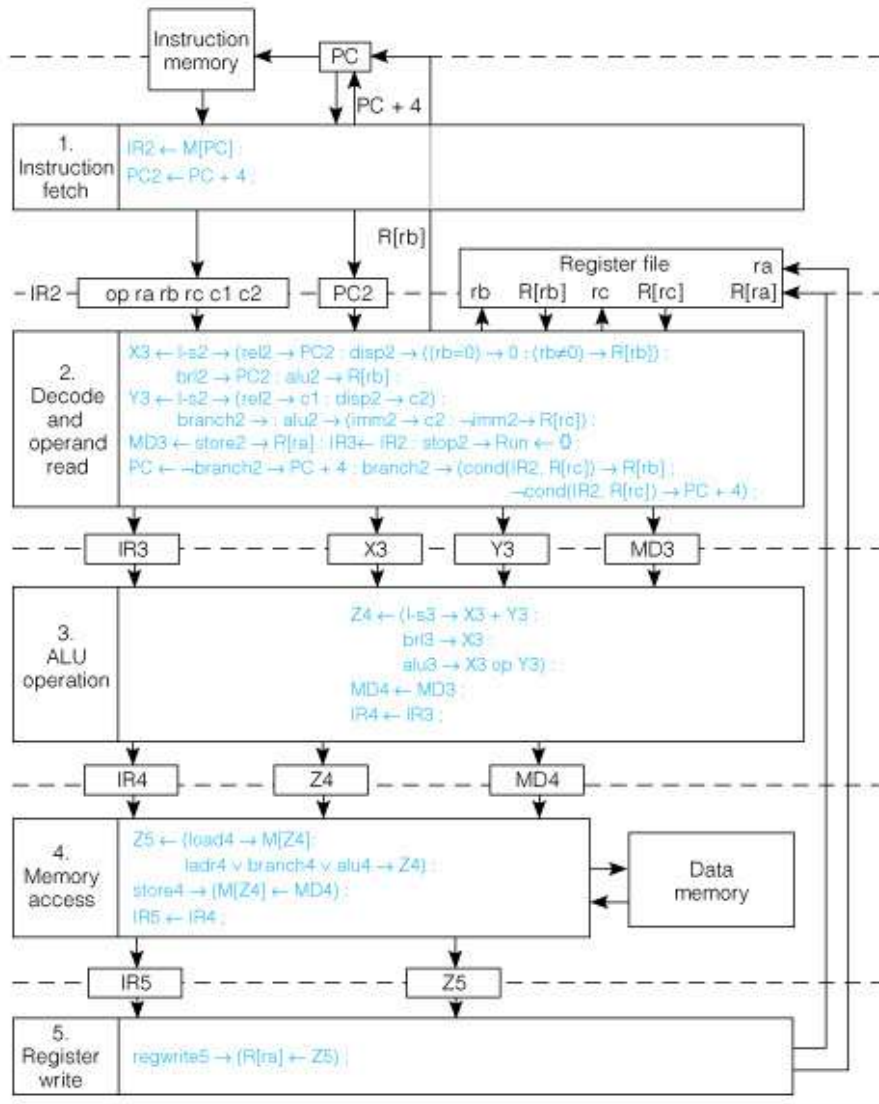 Instruction
memory
PC
PC + 4
1.
Instruction
fetch
IR2 ← M[PC] :
PC2 ← PC + 4 ;
R[rb]
Register file
ra
IR2
op ra rb rc c1 c2
PC2
rb R[rb] rc R[rc] R[ra]
2.
Decode
and
operand
read
X3 ← l-s2 → (rel2 → PC2 : disp2 → ((rb=0) → 0 : (rb≠0) → R[rb]) :
brl2 → PC2 : alu2 → R[rb] :
Y3 ← l-s2 → (rel2 → c1 : disp2 → c2) :
branch2 → : alu2 → (imm2 → c2 : ¬imm2→ R[rc]) :
MD3 ← store2 → R[ra] : IR3← IR2 : stop2 → Run ← 0 :
PC ← ¬branch2 → PC + 4 : branch2 → (cond(IR2, R[rc]) → R[rb] :
¬cond(IR2, R[rc]) → PC + 4) :
IR3
X3
Y3
MD3
3.
ALU
operation
Z4 ← (l-s3 → X3 + Y3 :
brl3 → X3 :
alu3 → X3 op Y3) :
MD4 ← MD3 :
IR4 ← IR3 :
IR4
Z4
MD4
4.
Memory
access
Z5 ← (load4 → M[Z4]:
ladr4 ∨ branch4 ∨ alu4 → Z4) :
store4 → (M[Z4] ← MD4) :
IR5 ← IR4 ;
Data
memory
IR5
Z5
5.
Register
write
regwrite5 → (R[ra] ← Z5) ;